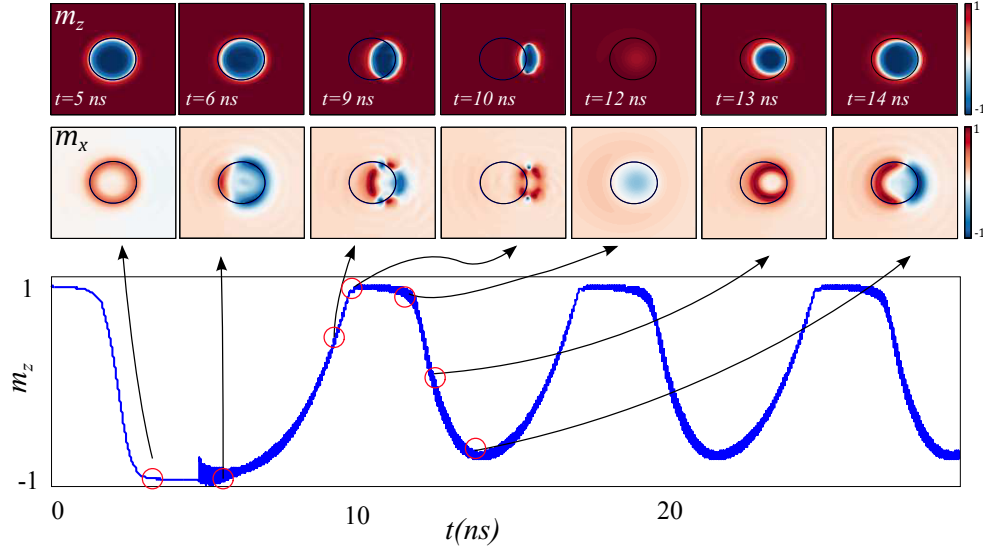 m_z
t=5 ns
t=6 ns
t=9 ns
t=10 ns
t=12 ns
t=13 ns
t=14 ns
1
-1
m_x
1
-1
1
m_z
-1
0
10
20
t(ns)